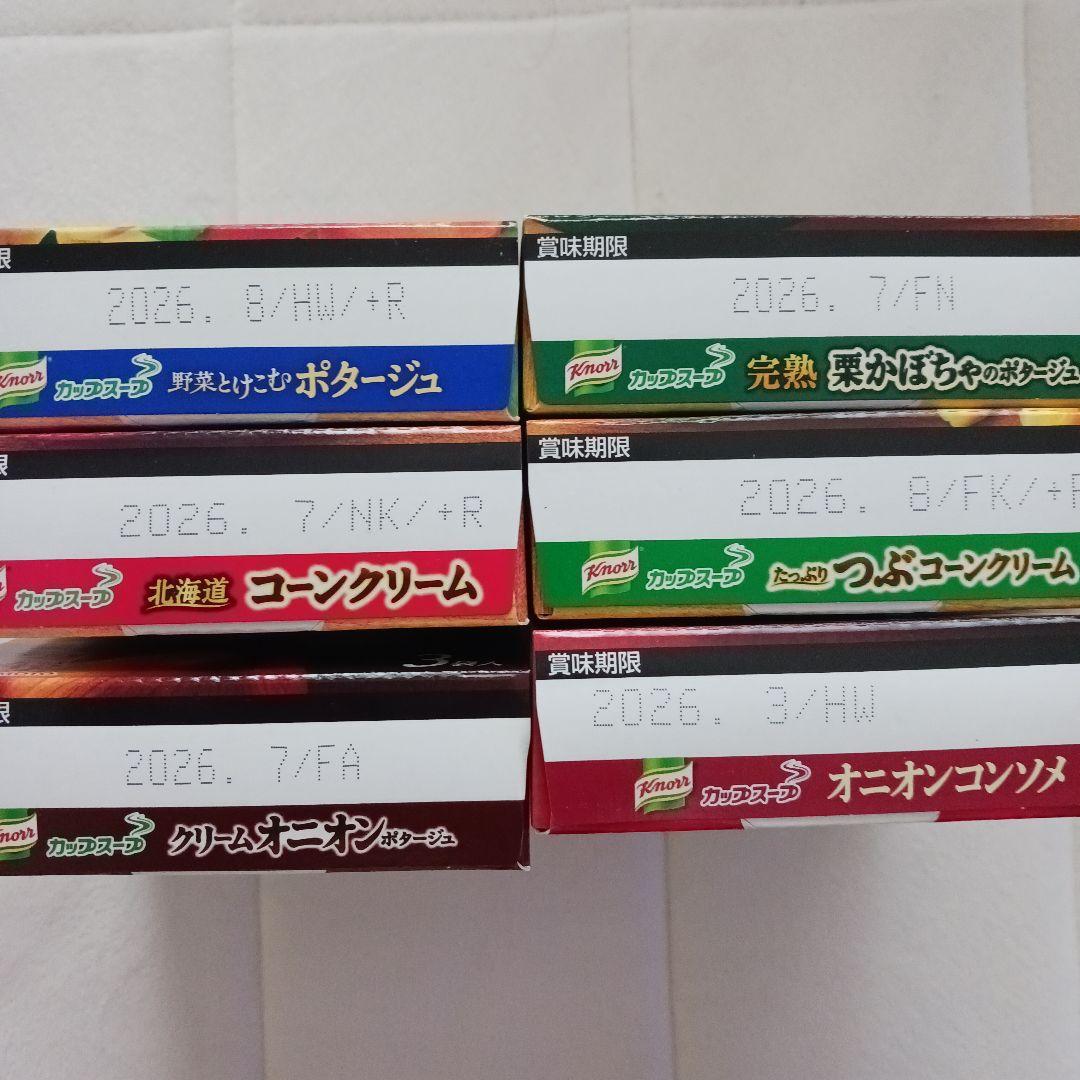 限
2026. 8/HW/+R
Knorr カップスープ 野菜とけこむ ポタージュ
賞味期限
2026. 7/FN
Knorr カップスープ 完熟 栗かぼちゃのポタージュ
限
2026. 7/NK/+R
カップスープ 北海道 コーンクリーム
賞味期限
2026. 8/FK/+R
Knorr カップスープ たっぷり つぶコーンクリーム
3袋入
限
2026. 7/FA
Knorr カップスープ クリームオニオンポタージュ
賞味期限
2026. 3/HW
Knorr カップスープ オニオンコンソメ